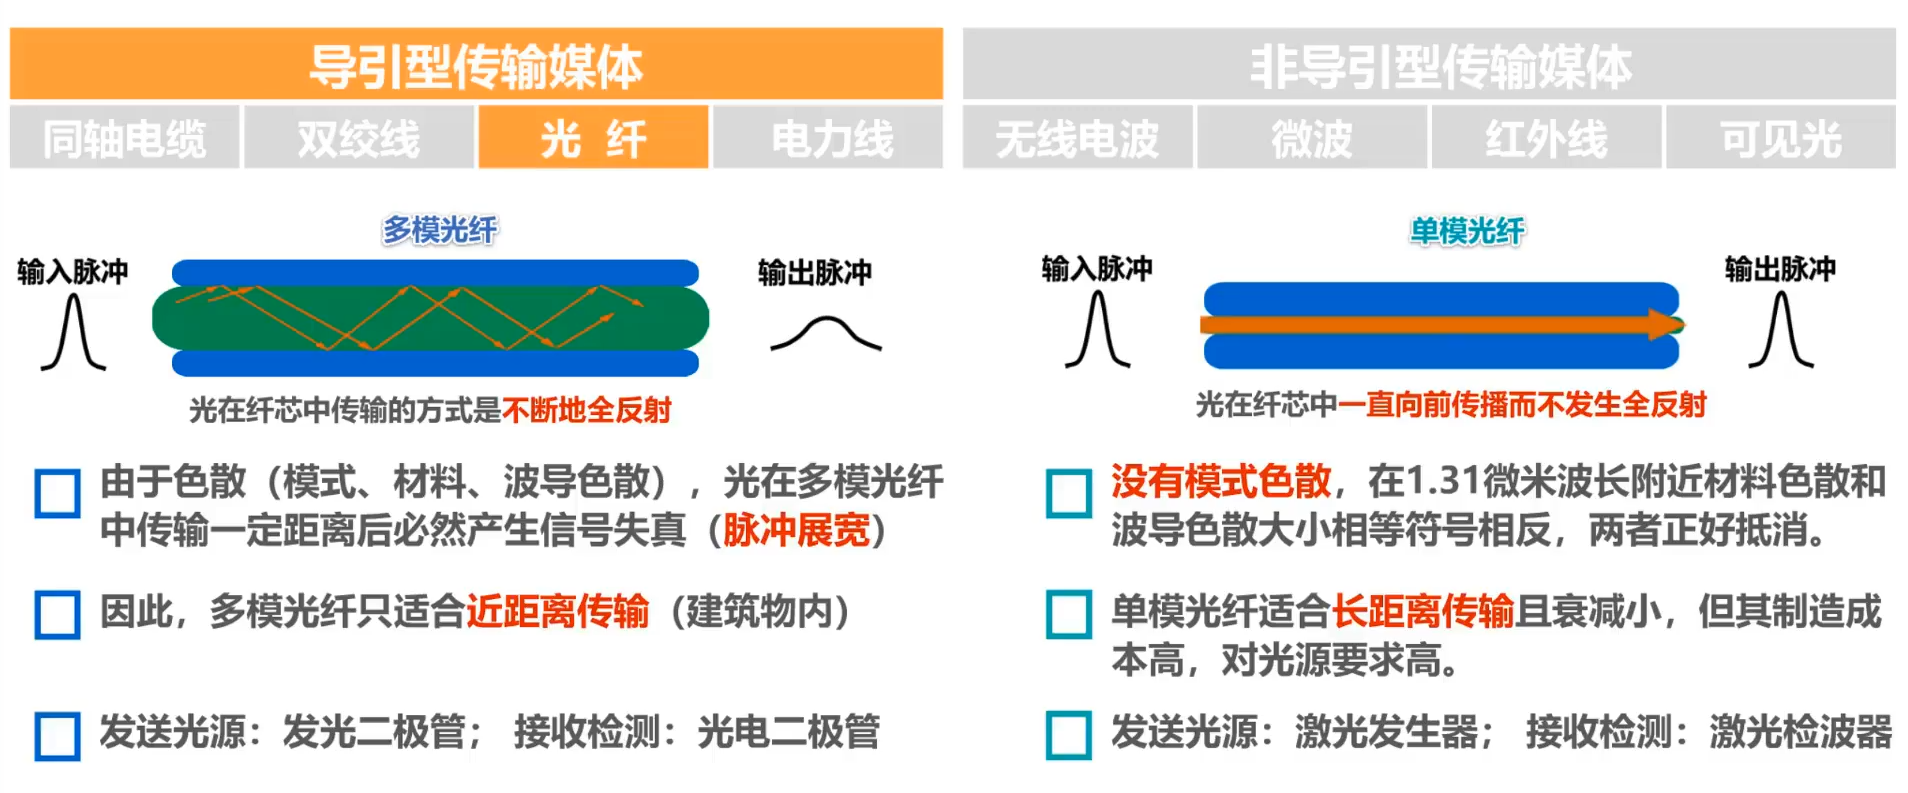 导引型传输媒体
非导引型传输媒体
同轴电缆
双绞线
光 纤
电力线
无线电波
微波
红外线
可见光
多模光纤
输入脉冲
输出脉冲
光在纤芯中传输的方式是不断地全反射
由于色散（模式、材料、波导色散），光在多模光纤
中传输一定距离后必然产生信号失真（脉冲展宽）
因此，多模光纤只适合近距离传输（建筑物内）
发送光源：发光二极管； 接收检测：光电二极管
单模光纤
输入脉冲
输出脉冲
光在纤芯中一直向前传播而不发生全反射
没有模式色散，在1.31微米波长附近材料色散和
波导色散大小相等符号相反，两者正好抵消。
单模光纤适合长距离传输且衰减小，但其制造成
本高，对光源要求高。
发送光源：激光发生器； 接收检测：激光检波器